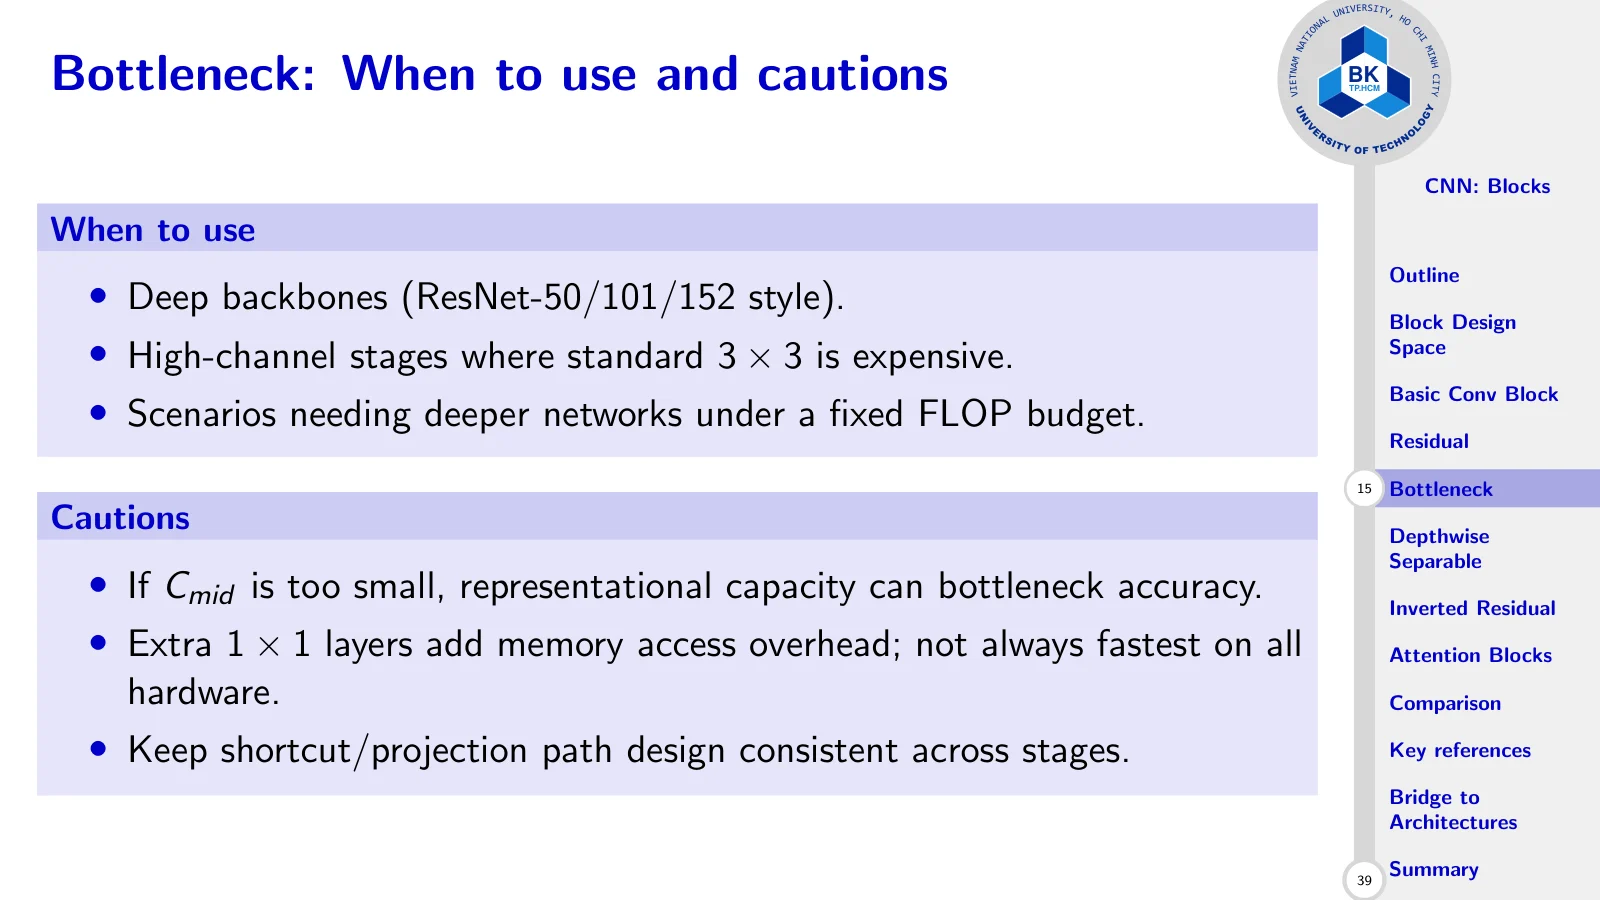 Bottleneck: When to use and cautions
When to use
• Deep backbones (ResNet-50/101/152 style).
• High-channel stages where standard 3 × 3 is expensive.
• Scenarios needing deeper networks under a fixed FLOP budget.
Cautions
• If C_mid is too small, representational capacity can bottleneck accuracy.
• Extra 1 × 1 layers add memory access overhead; not always fastest on all
hardware.
• Keep shortcut/projection path design consistent across stages.
VIETNAM NATIONAL UNIVERSITY, HO CHI MINH CITY
BK
TP.HCM
UNIVERSITY OF TECHNOLOGY
CNN: Blocks
Outline
Block Design
Space
Basic Conv Block
Residual
15 Bottleneck
Depthwise
Separable
Inverted Residual
Attention Blocks
Comparison
Key references
Bridge to
Architectures
Summary
39